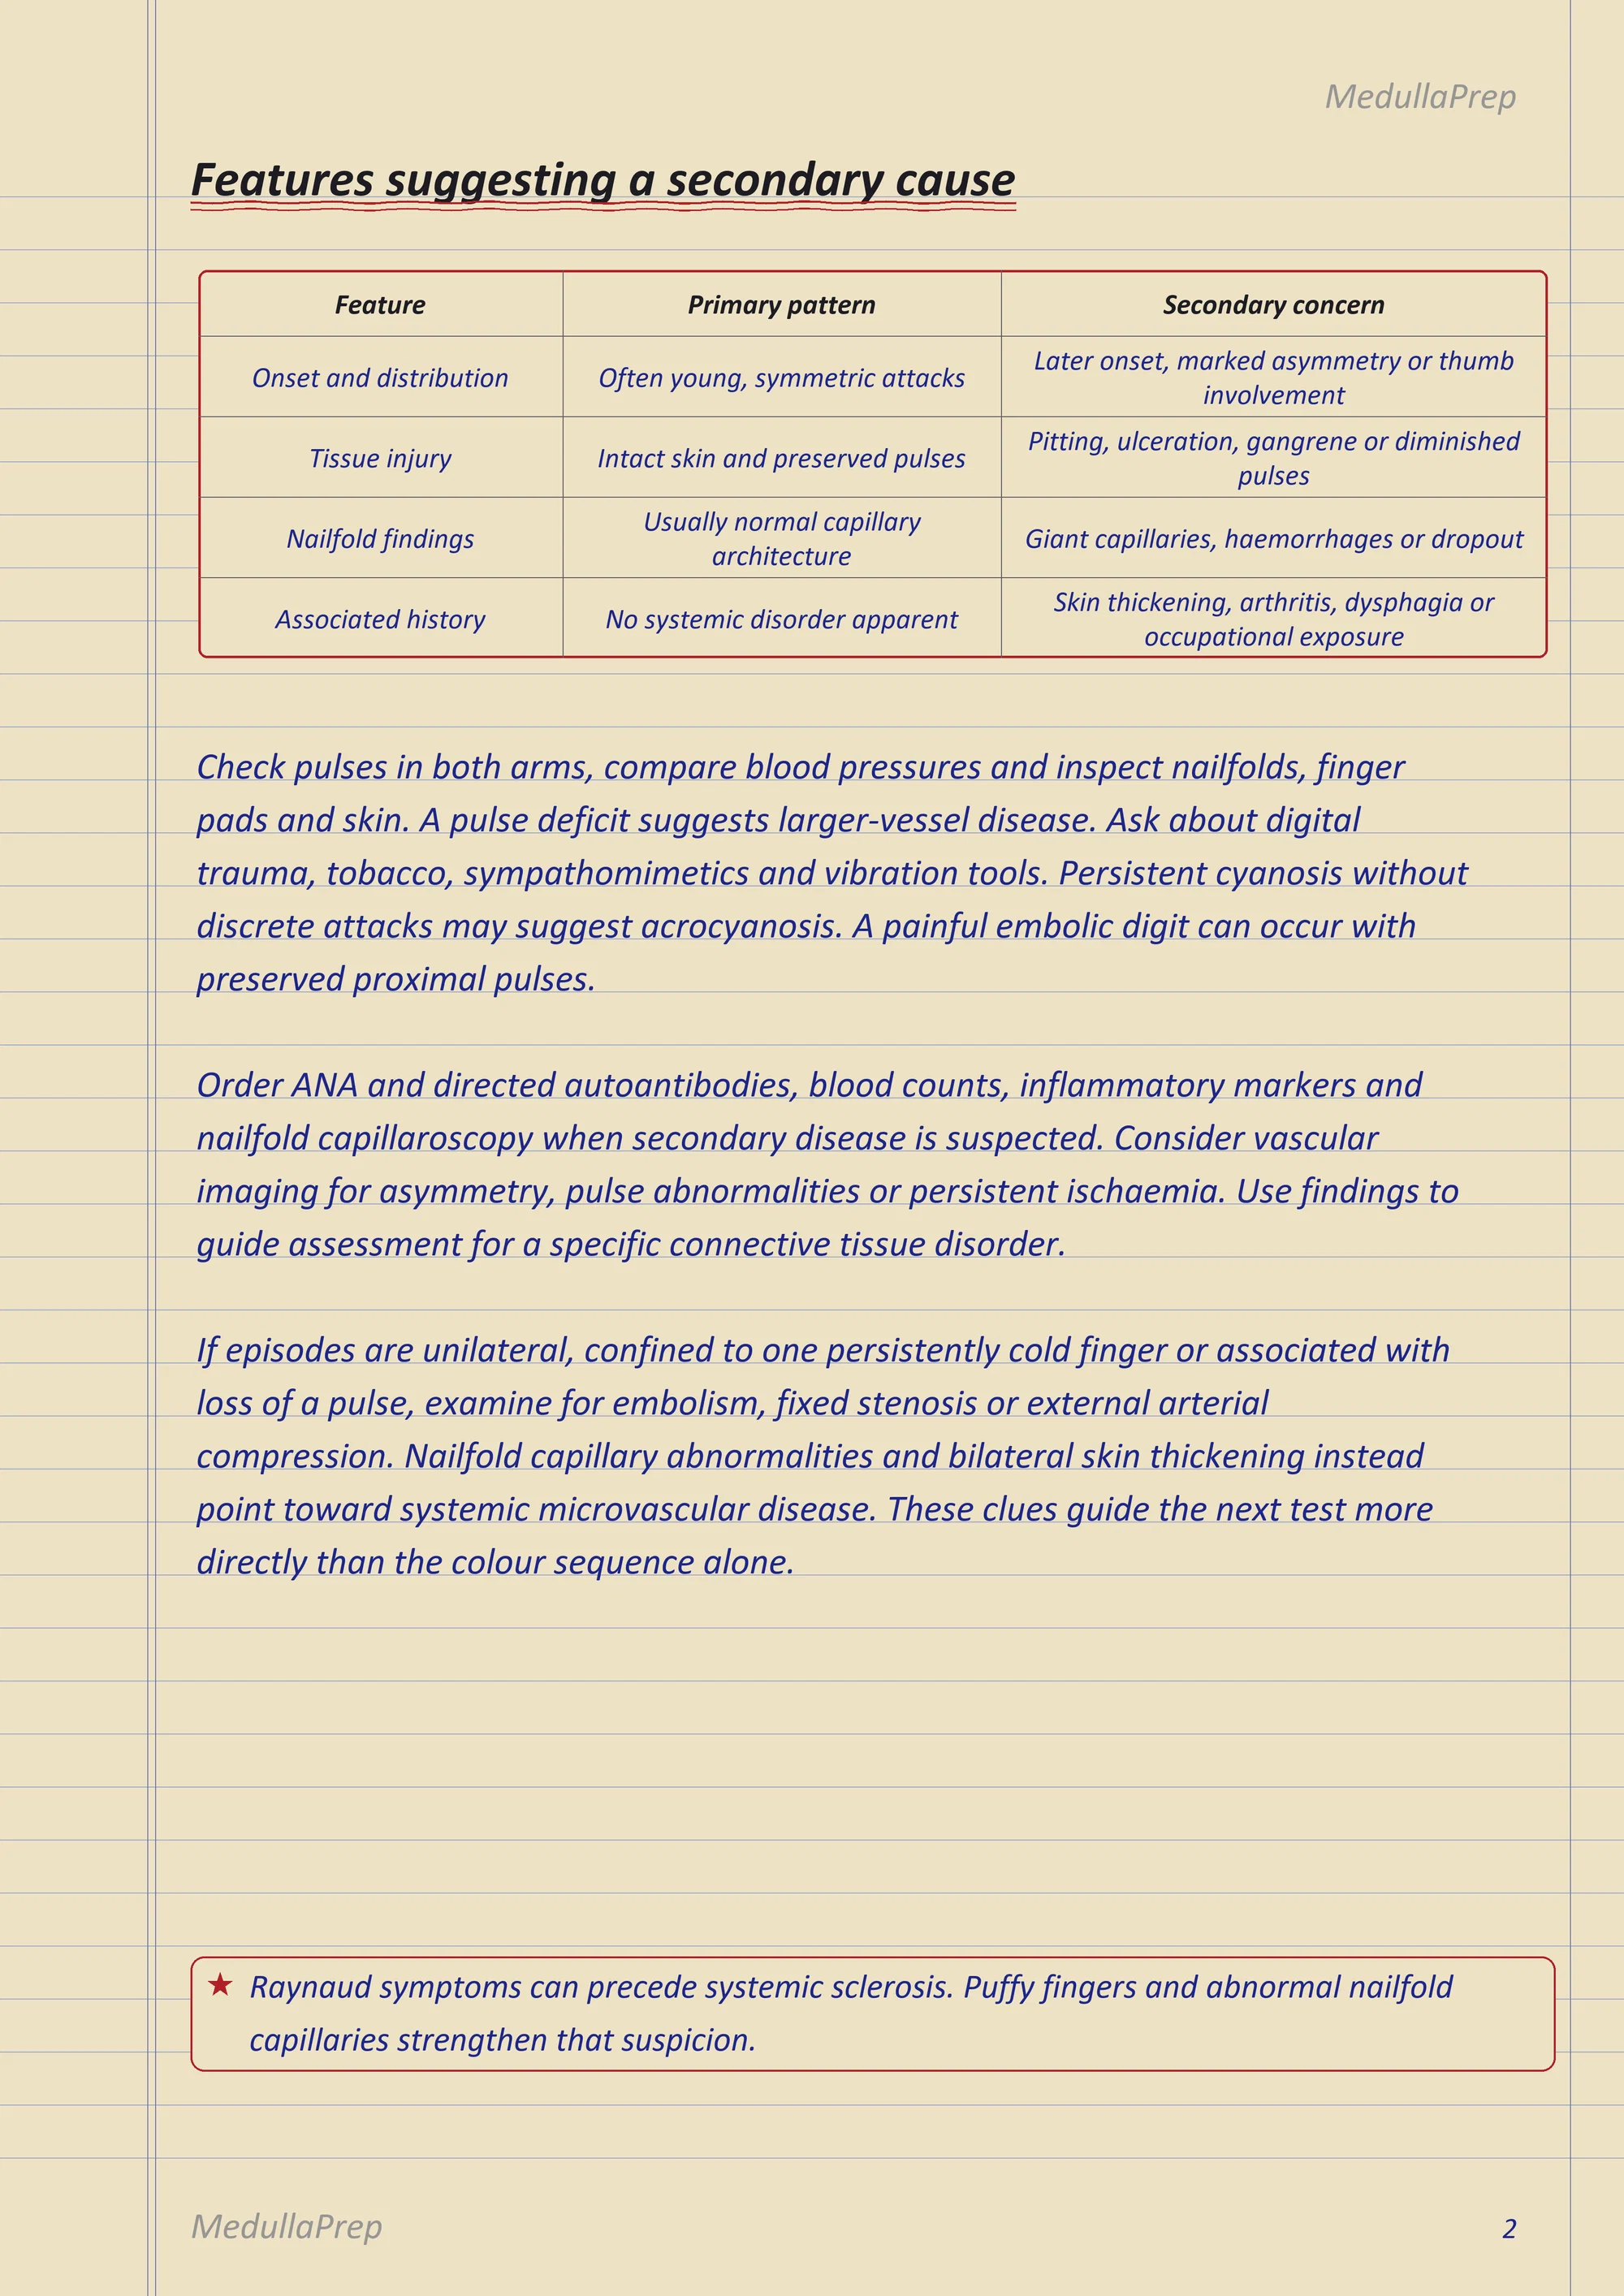 MedullaPrep
Features suggesting a secondary cause
Feature Primary pattern Secondary concern
Onset and distribution Often young, symmetric attacks Later onset, marked asymmetry or thumb
involvement
Tissue injury Intact skin and preserved pulses Pitting, ulceration, gangrene or diminished
pulses
Nailfold findings Usually normal capillary
architecture Giant capillaries, haemorrhages or dropout
Associated history No systemic disorder apparent Skin thickening, arthritis, dysphagia or
occupational exposure
Check pulses in both arms, compare blood pressures and inspect nailfolds, finger
pads and skin. A pulse deficit suggests larger-vessel disease. Ask about digital
trauma, tobacco, sympathomimetics and vibration tools. Persistent cyanosis without
discrete attacks may suggest acrocyanosis. A painful embolic digit can occur with
preserved proximal pulses.
Order ANA and directed autoantibodies, blood counts, inflammatory markers and
nailfold capillaroscopy when secondary disease is suspected. Consider vascular
imaging for asymmetry, pulse abnormalities or persistent ischaemia. Use findings to
guide assessment for a specific connective tissue disorder.
If episodes are unilateral, confined to one persistently cold finger or associated with
loss of a pulse, examine for embolism, fixed stenosis or external arterial
compression. Nailfold capillary abnormalities and bilateral skin thickening instead
point toward systemic microvascular disease. These clues guide the next test more
directly than the colour sequence alone.
★ Raynaud symptoms can precede systemic sclerosis. Puffy fingers and abnormal nailfold
capillaries strengthen that suspicion.
MedullaPrep 2